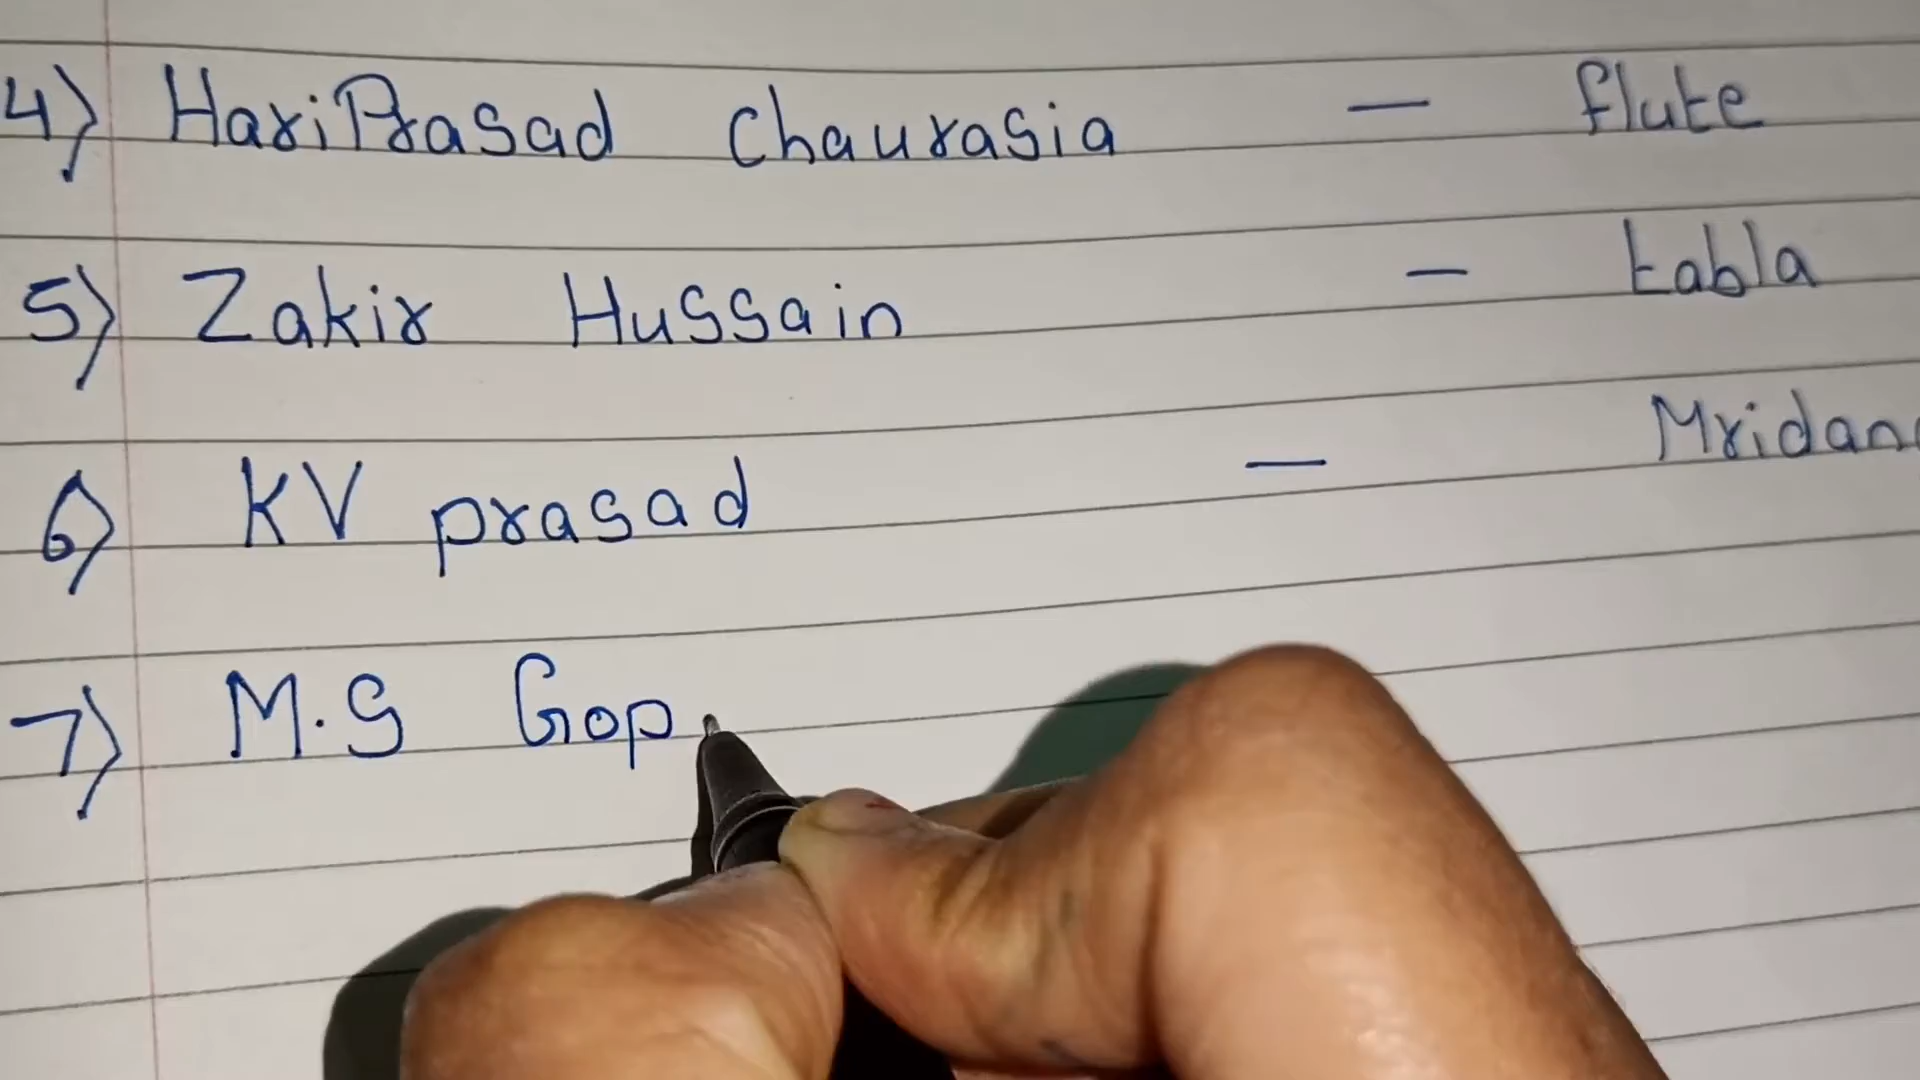 4) HariPrasad Chaurasia — flute
5) Zakir Hussain — tabla
6) KV prasad — Mridan
7) M.S Gop